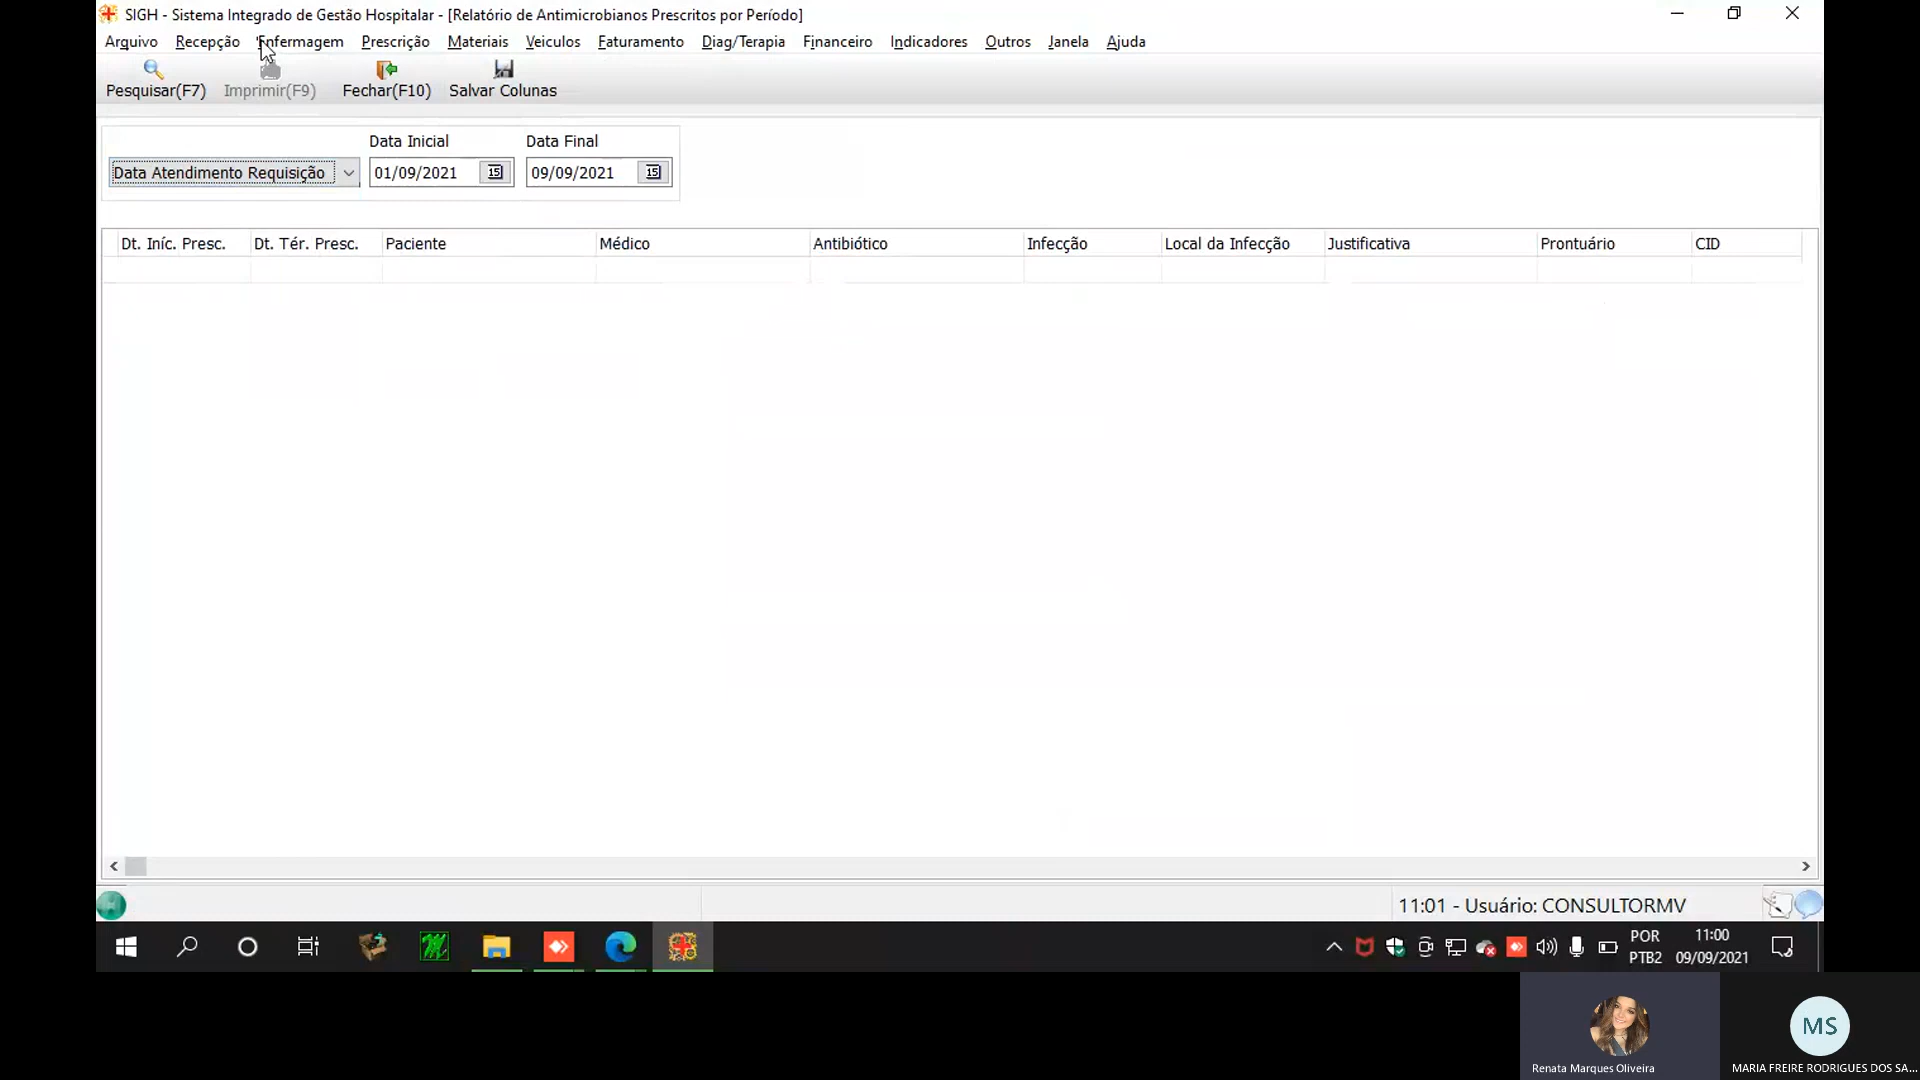 SIGH - Sistema Integrado de Gestão Hospitalar - [Relatório de Antimicrobianos Prescritos por Período]
Arquivo Recepção Enfermagem Prescrição Materiais Veiculos Faturamento Diag/Terapia Financeiro Indicadores Outros Janela Ajuda
Pesquisar(F7) Imprimir(F9) Fechar(F10) Salvar Colunas
Data Inicial Data Final
Data Atendimento Requisição 01/09/2021 15 09/09/2021 15
Dt. Iníc. Presc. Dt. Tér. Presc. Paciente Médico Antibiótico Infecção Local da Infecção Justificativa Prontuário CID
11:01 - Usuário: CONSULTORMV
POR 11:00
PTB2 09/09/2021
MS
Renata Marques Oliveira MARIA FREIRE RODRIGUES DOS SA...